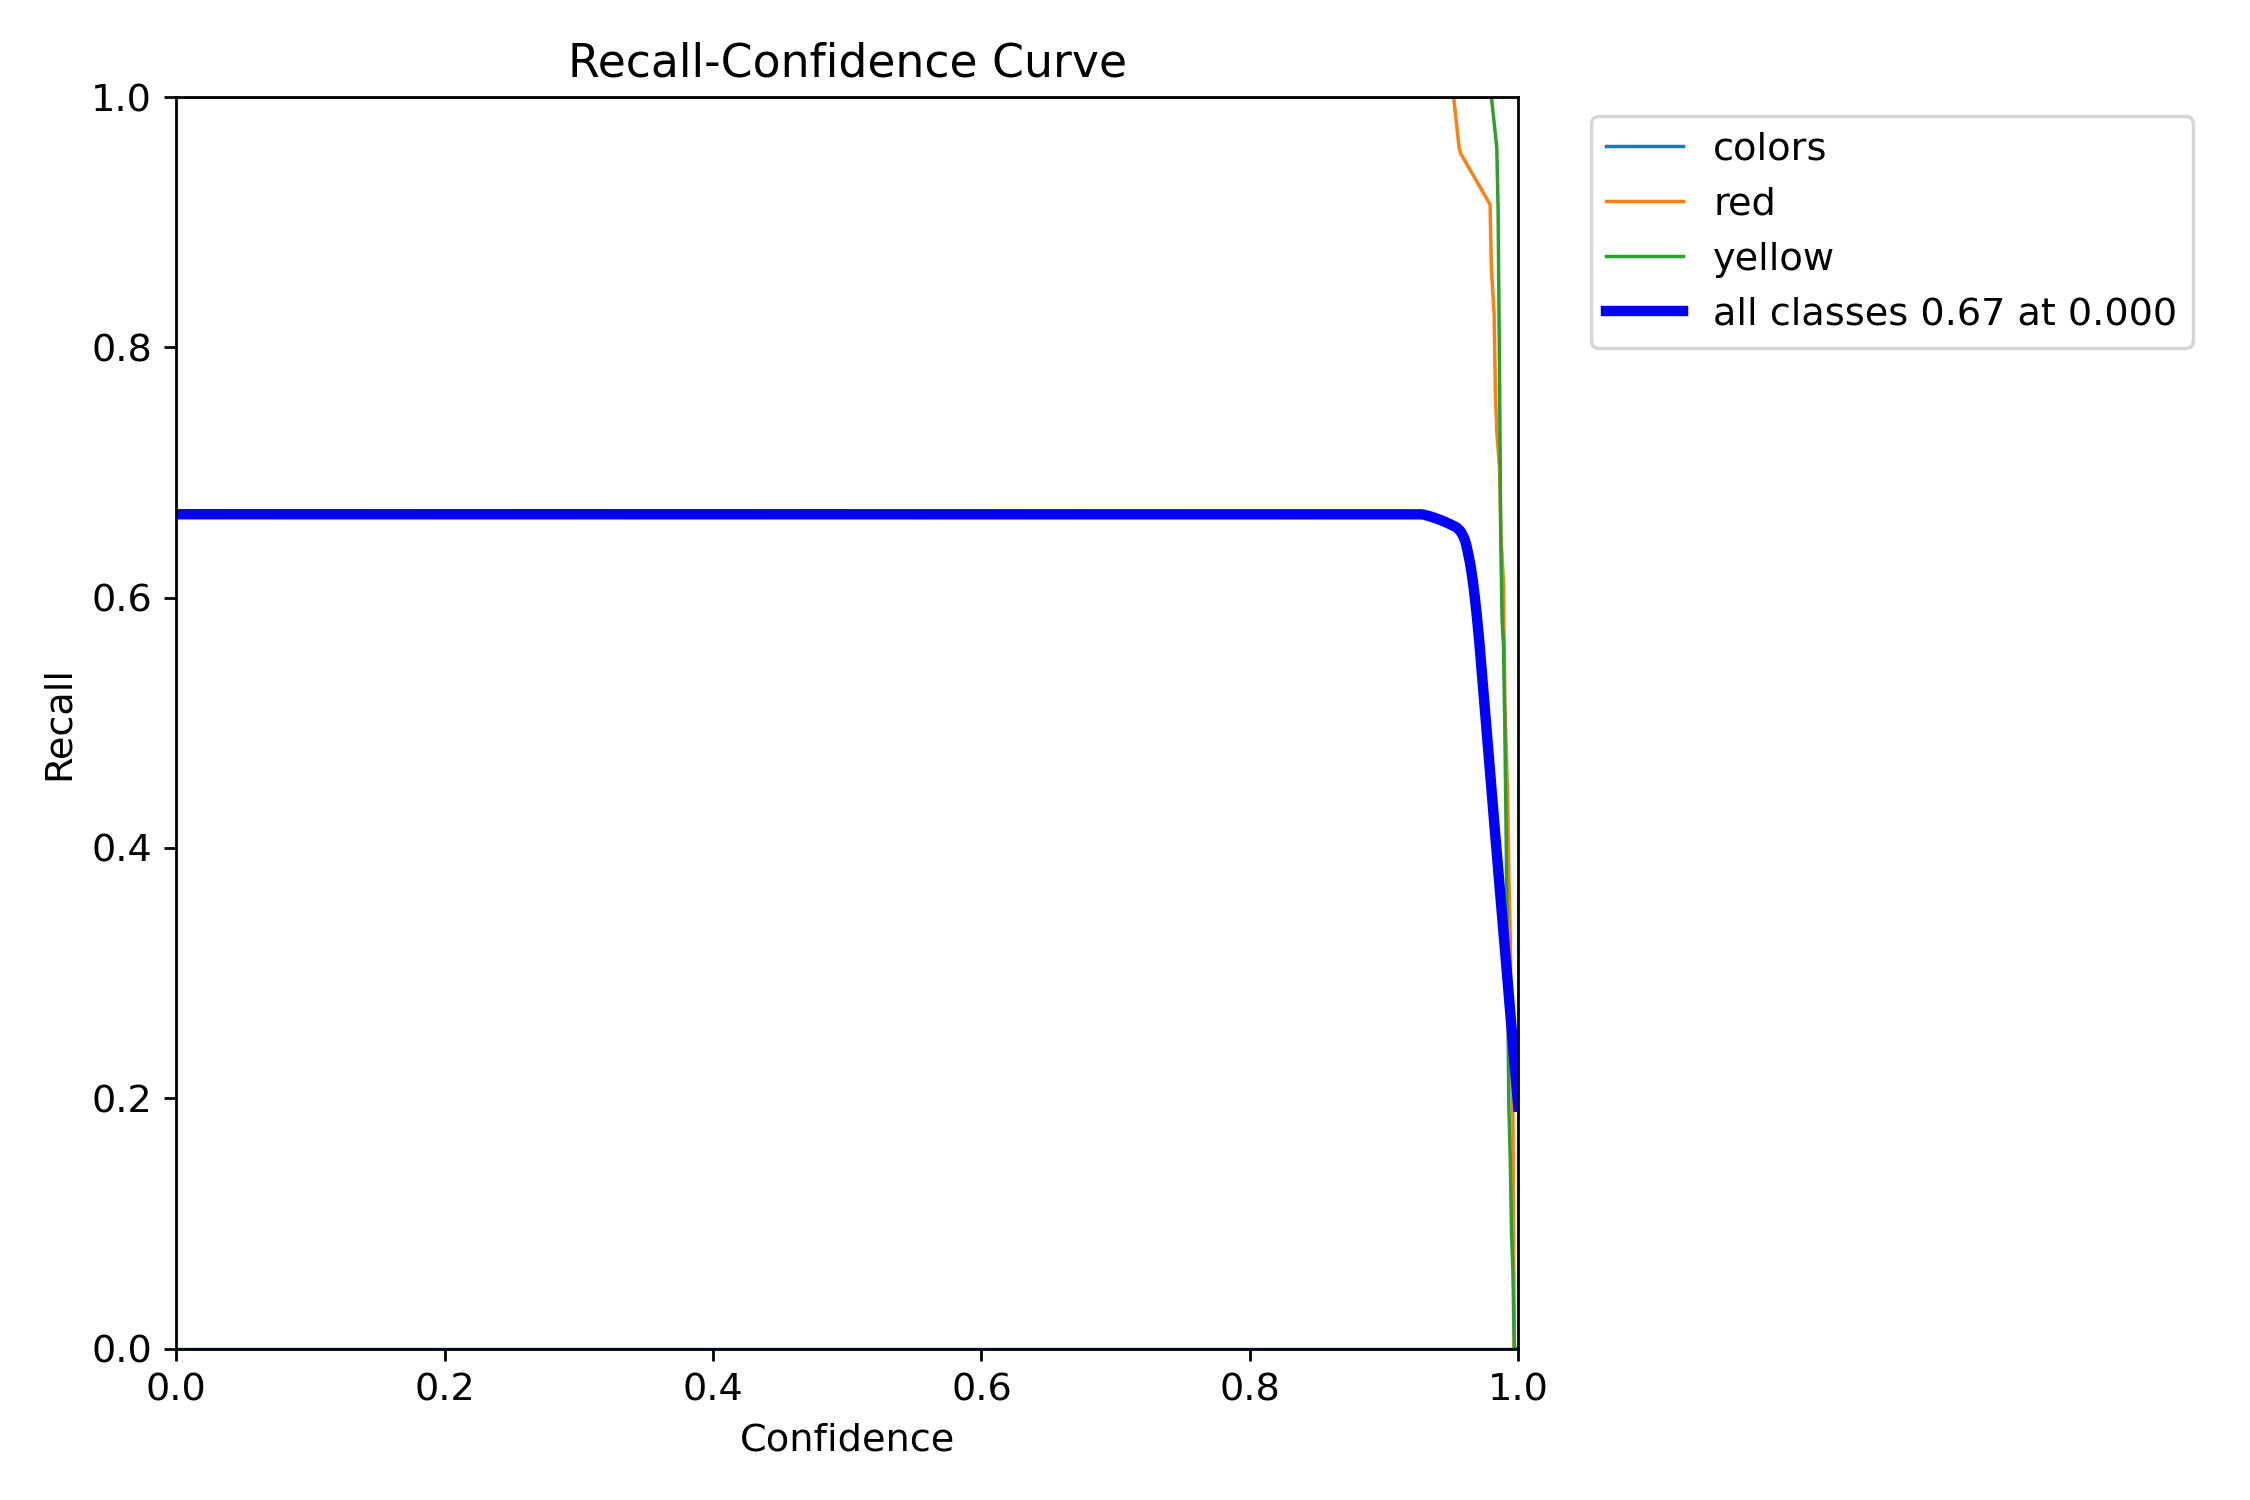 Recall-Confidence Curve
1.0
0.8
0.6
0.4
0.2
0.0
Recall
0.0 0.2 0.4 0.6 0.8 1.0
Confidence
colors
red
yellow
all classes 0.67 at 0.000